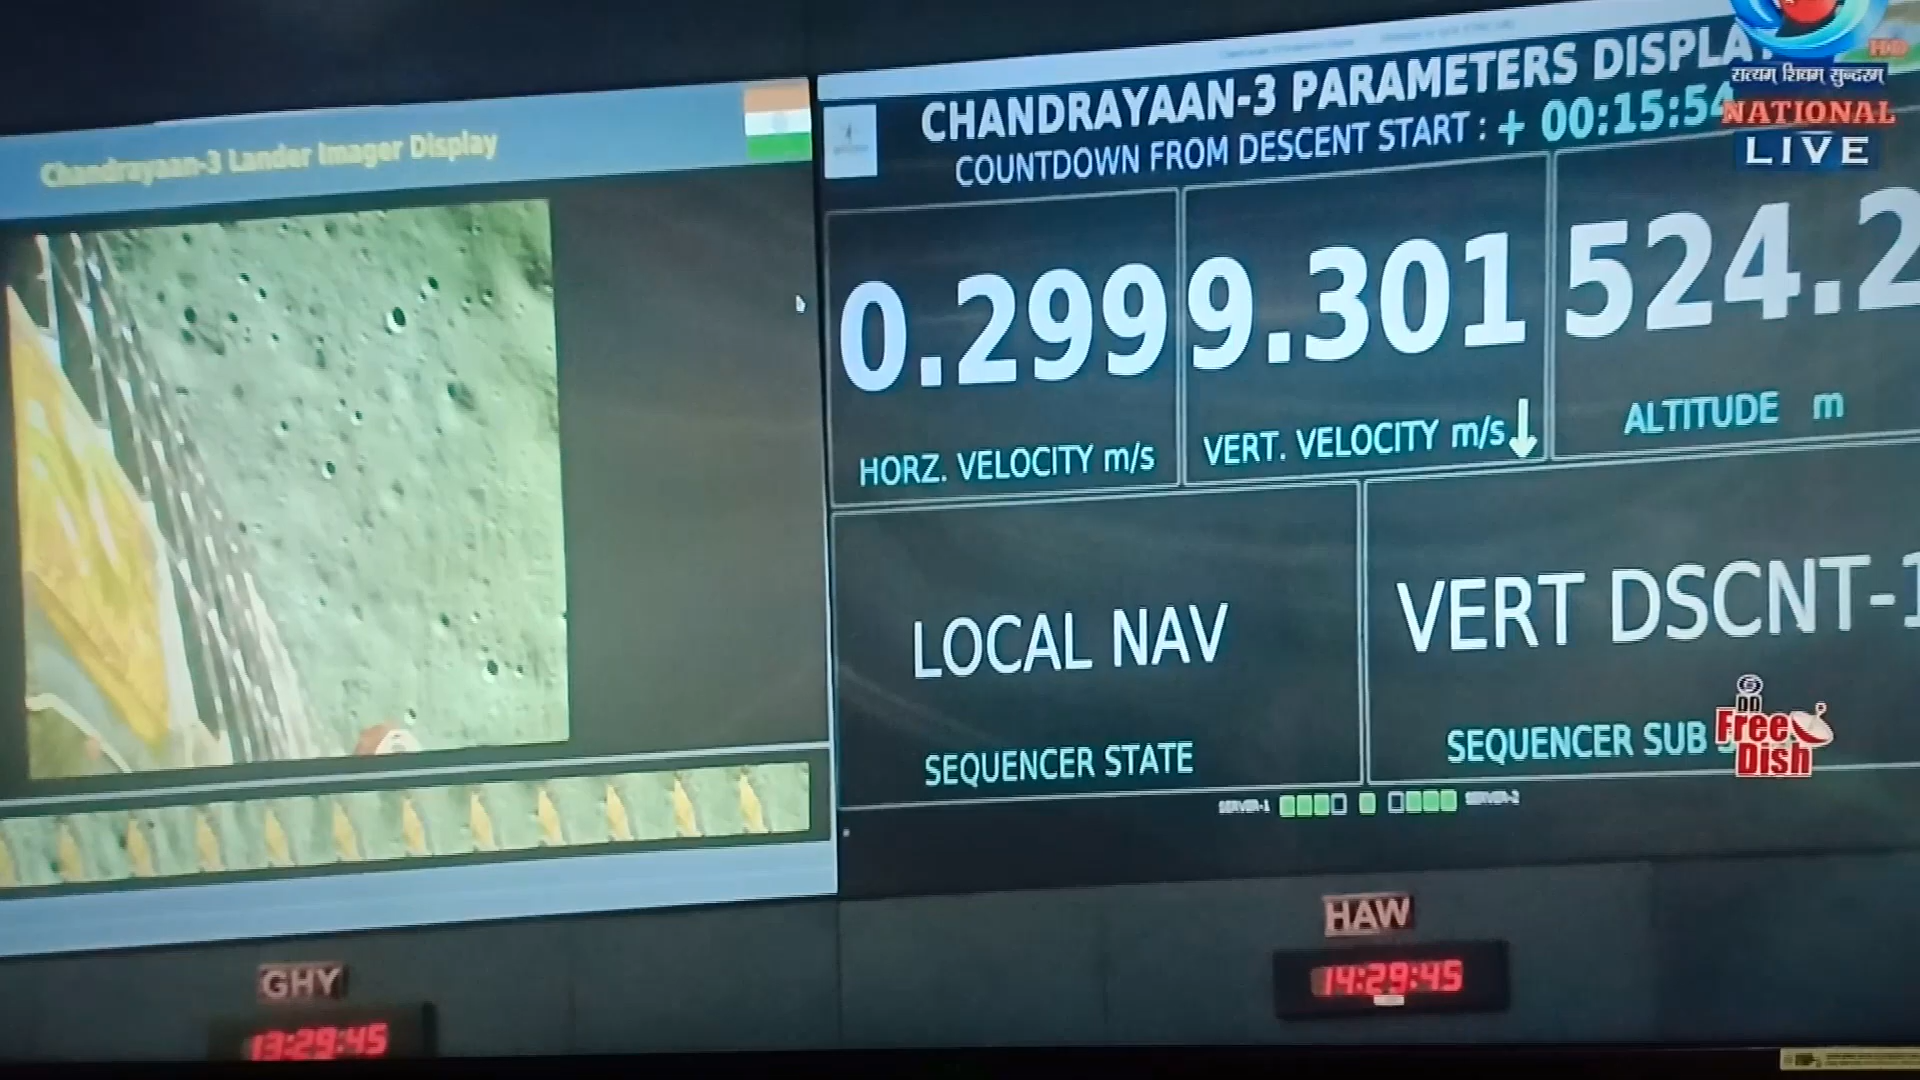 Chandrayaan-3 Lander Imager Display
CHANDRAYAAN-3 PARAMETERS DISPLAY
COUNTDOWN FROM DESCENT START : + 00:15:54
HD
सत्यम् शिवम् सुन्दरम्
NATIONAL
LIVE
0.299
HORZ. VELOCITY m/s
9.301
VERT. VELOCITY m/s↓
524.2
ALTITUDE m
LOCAL NAV
SEQUENCER STATE
VERT DSCNT-1
SEQUENCER SUB
DD
Free
Dish
SERVER-1
SERVER-2
GHY
13:29:45
HAW
14:29:45